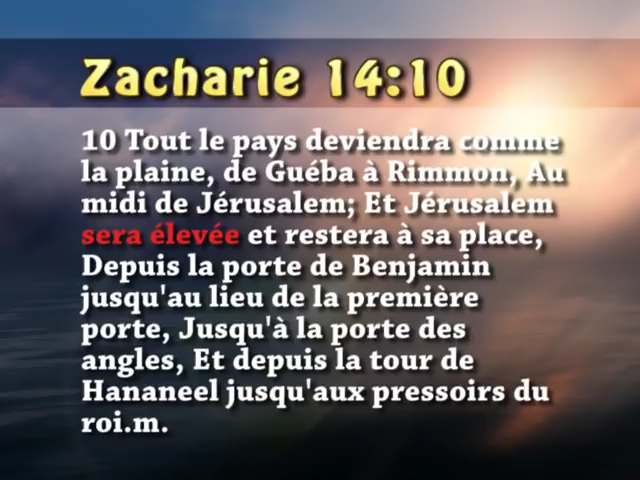 Zacharie 14:10
10 Tout le pays deviendra comme
la plaine, de Guéba à Rimmon, Au
midi de Jérusalem; Et Jérusalem
sera élevée et restera à sa place,
Depuis la porte de Benjamin
jusqu'au lieu de la première
porte, Jusqu'à la porte des
angles, Et depuis la tour de
Hananeel jusqu'aux pressoirs du
roi.m.